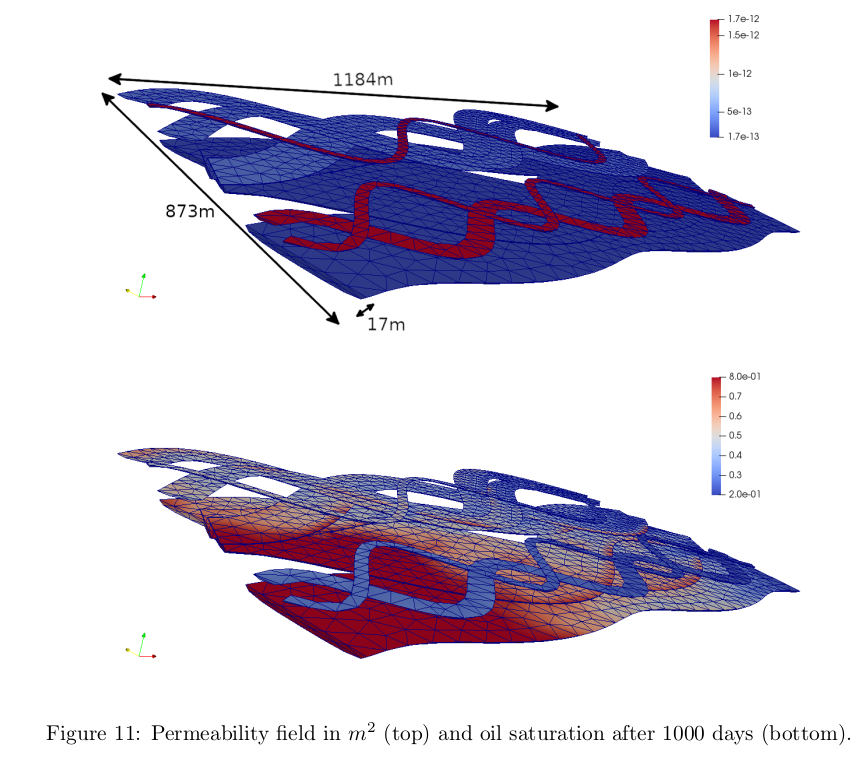 1.7e-12
1.5e-12
1e-12
5e-13
1.7e-13
1184m
873m
17m
8.0e-01
0.7
0.6
0.5
0.4
0.3
2.0e-01
Figure 11: Permeability field in m² (top) and oil saturation after 1000 days (bottom).